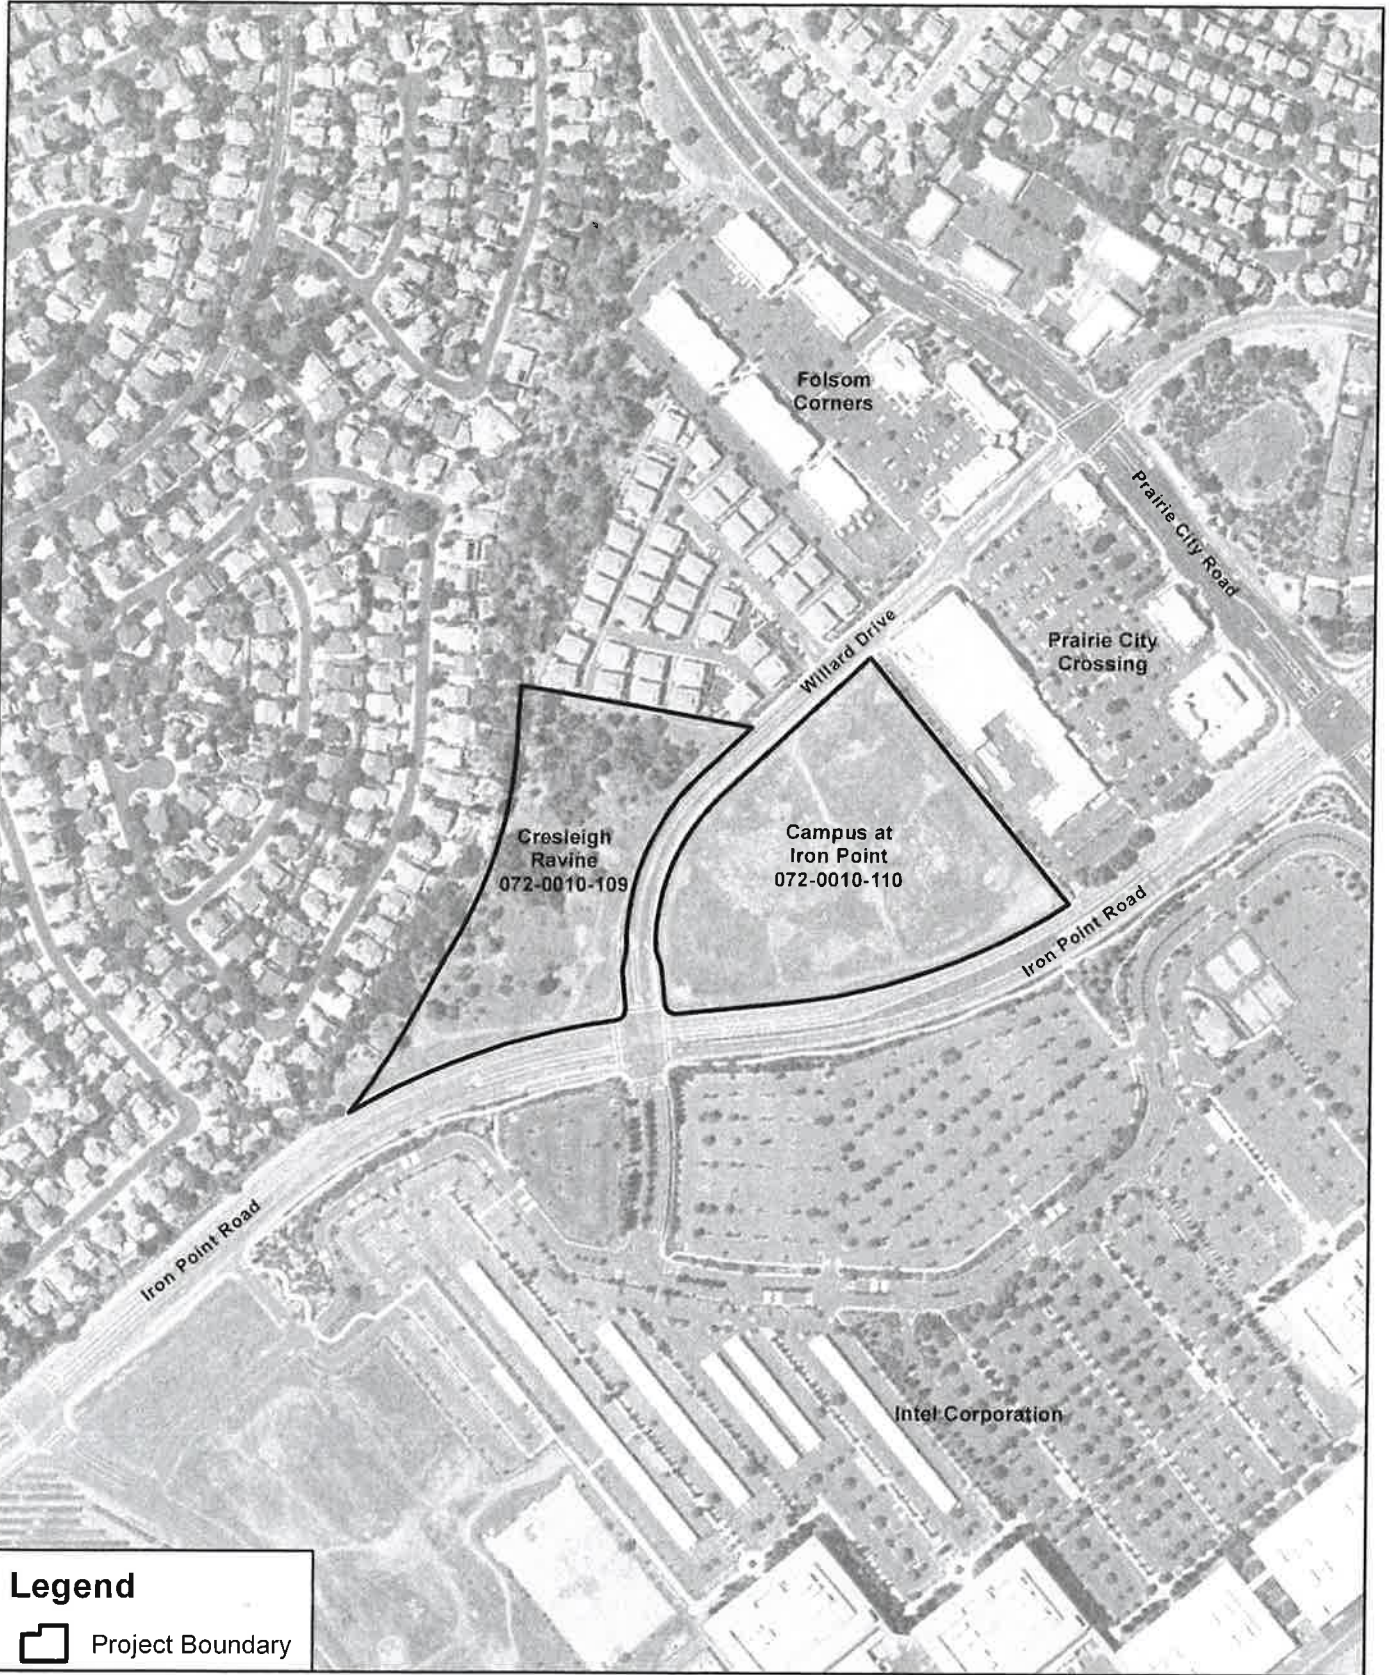 Folsom
Corners
Prairie City Road
Willard Drive
Prairie City
Crossing
Cresleigh
Ravine
072-0010-109
Campus at
Iron Point
072-0010-110
Iron Point Road
Iron Point Road
Intel Corporation
Legend
Project Boundary